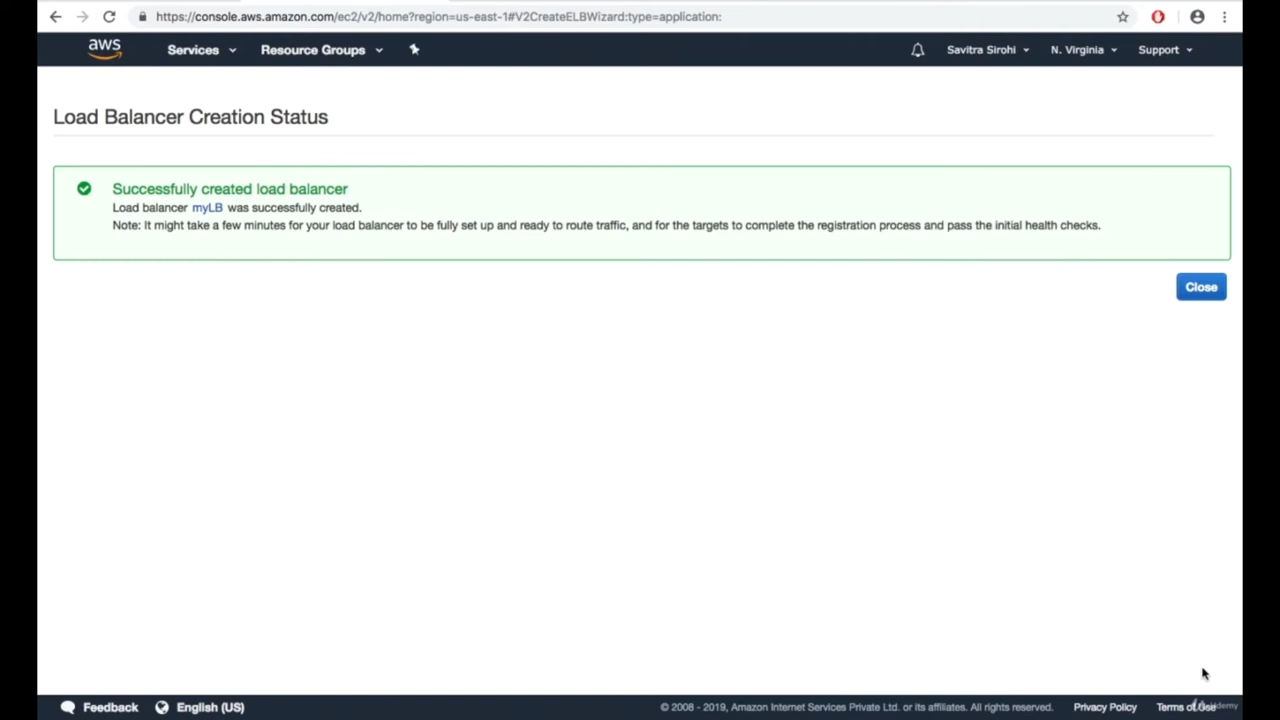 https://console.aws.amazon.com/ec2/v2/home?region=us-east-1#V2CreateELBWizard:type=application:
aws Services Resource Groups Savitra Sirohi N. Virginia Support
Load Balancer Creation Status
Successfully created load balancer
Load balancer myLB was successfully created.
Note: It might take a few minutes for your load balancer to be fully set up and ready to route traffic, and for the targets to complete the registration process and pass the initial health checks.
Close
Feedback English (US) © 2008 - 2019, Amazon Internet Services Private Ltd. or its affiliates. All rights reserved. Privacy Policy Terms of Use